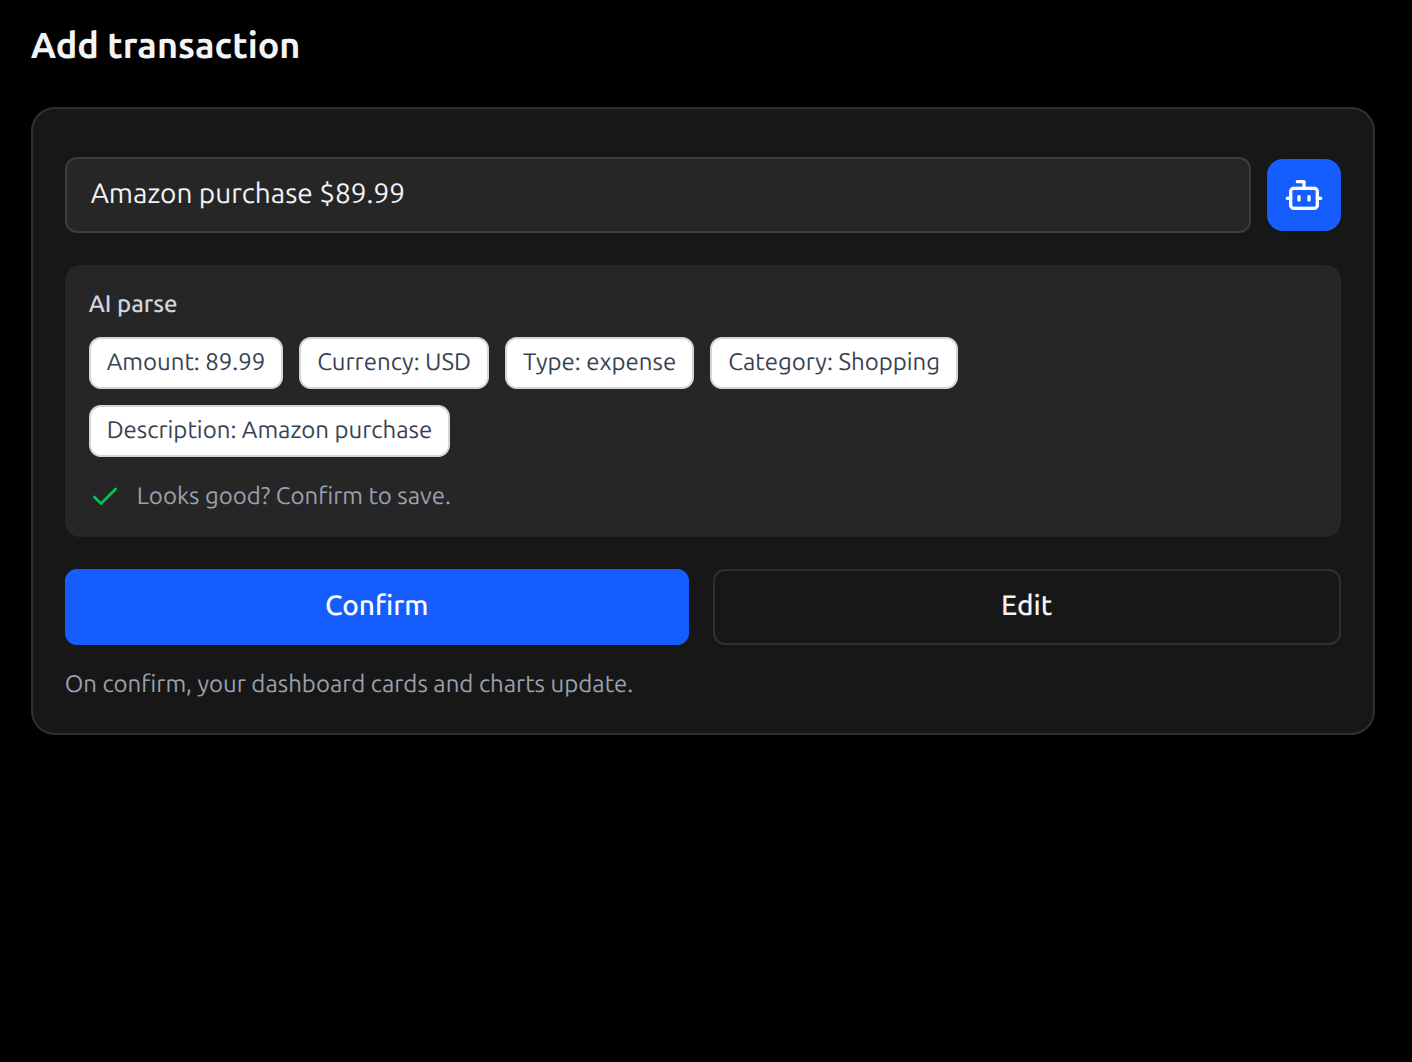 Add transaction
Amazon purchase $89.99
AI parse
Amount: 89.99 Currency: USD Type: expense Category: Shopping
Description: Amazon purchase
Looks good? Confirm to save.
Confirm Edit
On confirm, your dashboard cards and charts update.